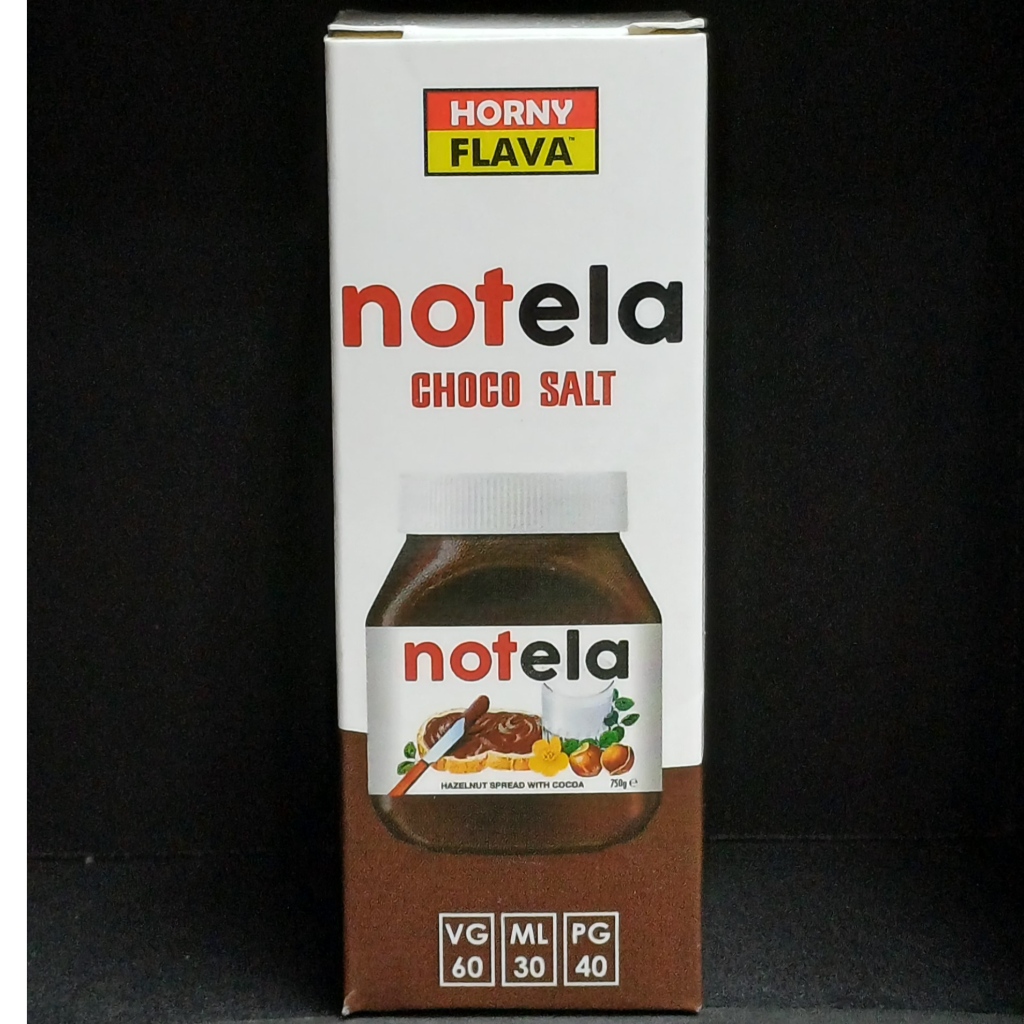 HORNY
FLAVA™
notela
CHOCO SALT
notela
HAZELNUT SPREAD WITH COCOA 750g ℮
VG ML PG
60 30 40